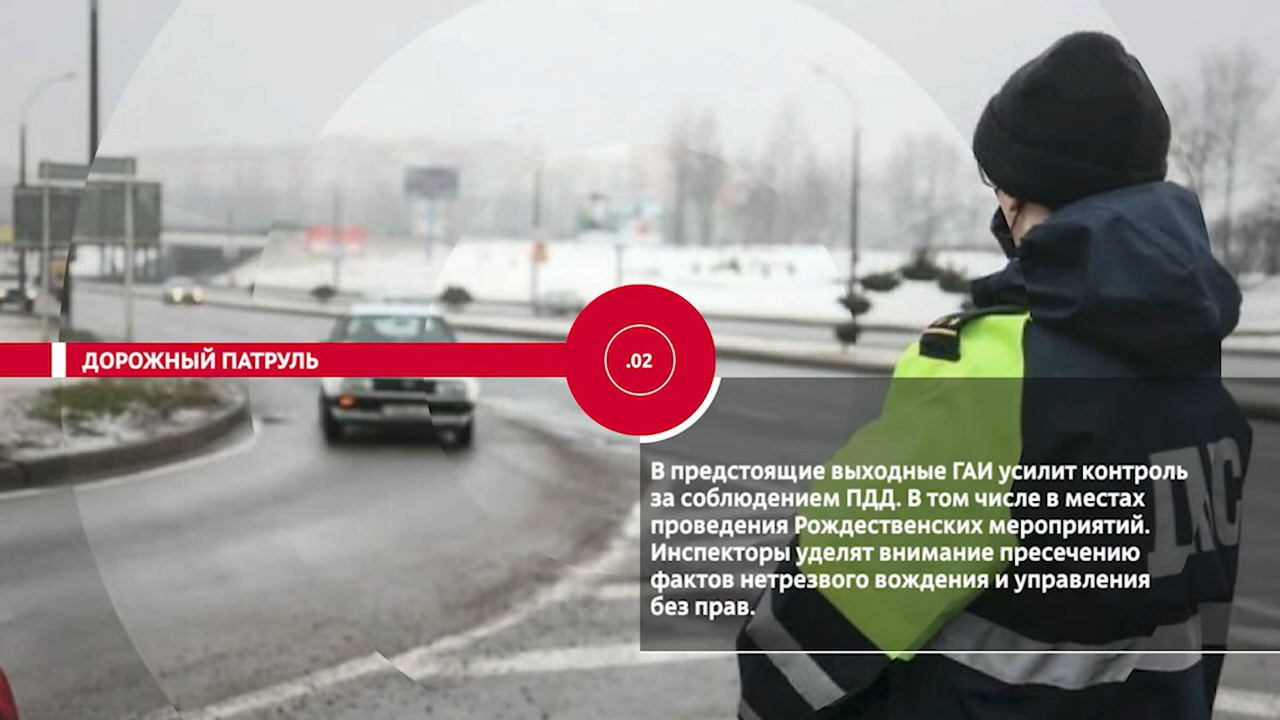 ДОРОЖНЫЙ ПАТРУЛЬ
.02
В предстоящие выходные ГАИ усилит контроль
за соблюдением ПДД. В том числе в местах
проведения Рождественских мероприятий.
Инспекторы уделят внимание пресечению
фактов нетрезвого вождения и управления
без прав.
ДПС